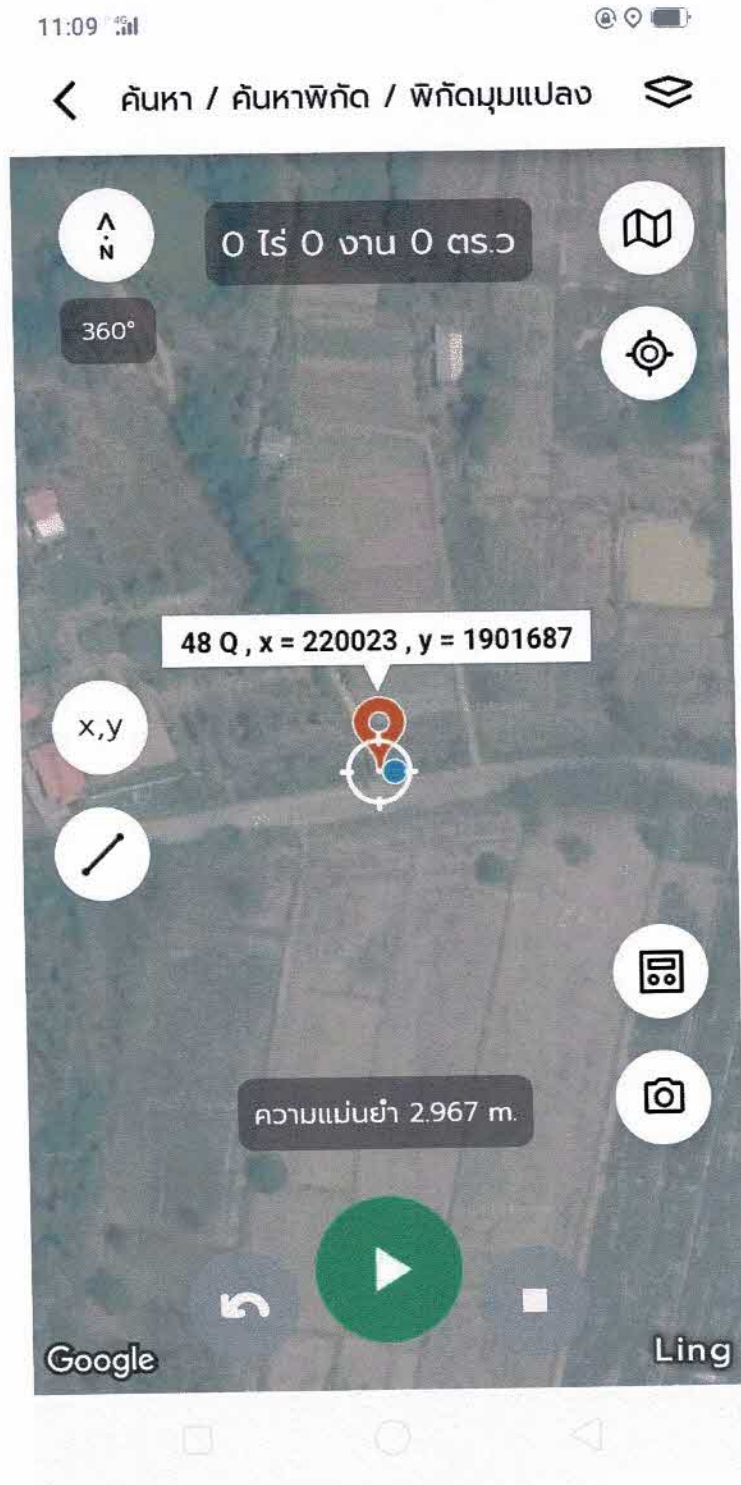 11:09 4G
ค้นหา / ค้นหาพิกัด / พิกัดมุมแปลง
N
0 ไร่ 0 งาน 0 ตร.ว
360°
48 Q , x = 220023 , y = 1901687
x,y
ความแม่นยำ 2.967 m.
Google
Ling